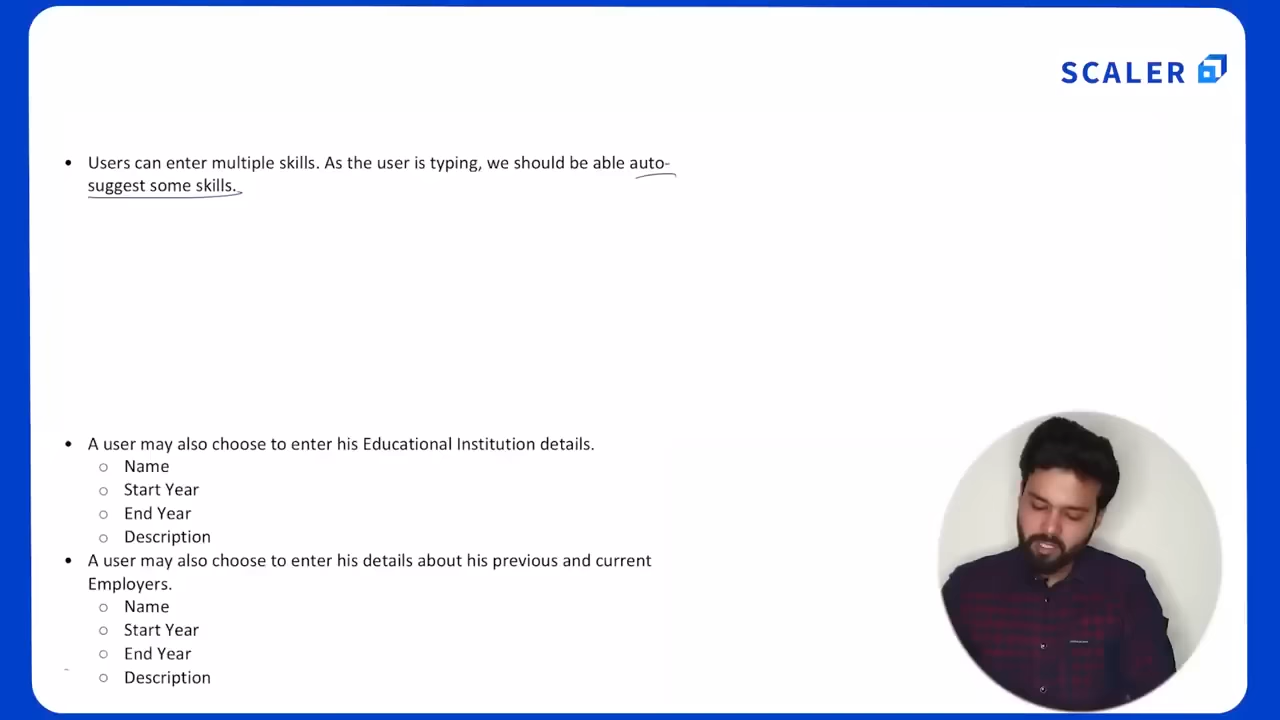 SCALER
• Users can enter multiple skills. As the user is typing, we should be able auto-
suggest some skills.
• A user may also choose to enter his Educational Institution details.
○ Name
○ Start Year
○ End Year
○ Description
• A user may also choose to enter his details about his previous and current
Employers.
○ Name
○ Start Year
○ End Year
○ Description